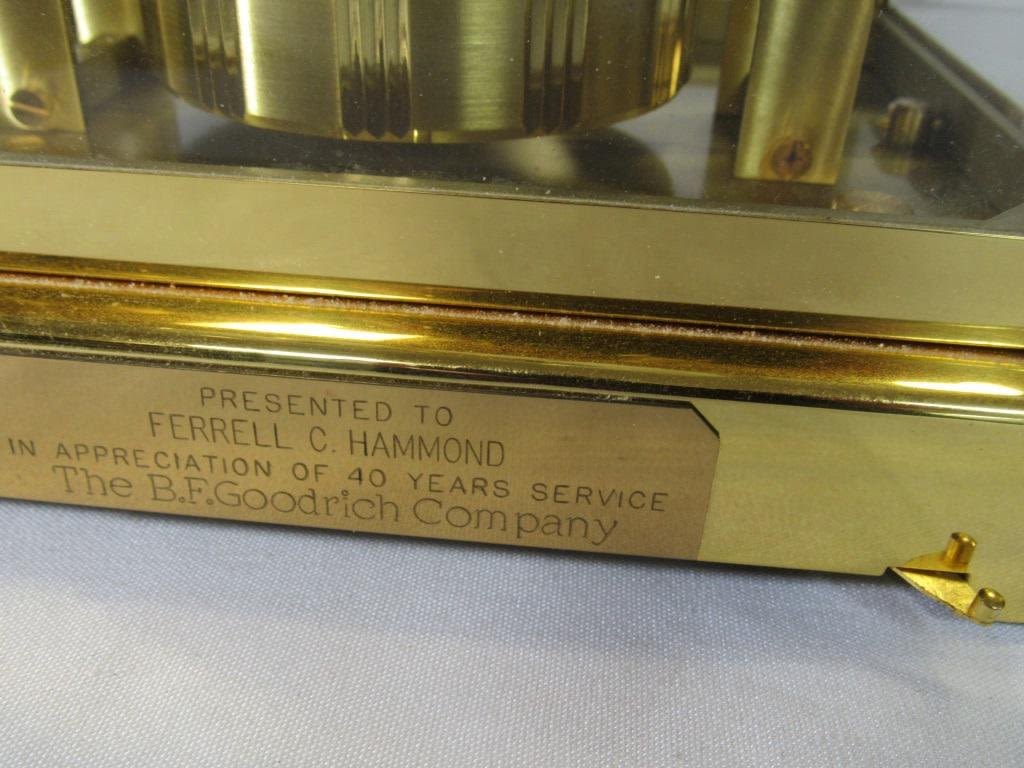 PRESENTED TO
FERRELL C. HAMMOND
IN APPRECIATION OF 40 YEARS SERVICE
The B.F.Goodrich Company